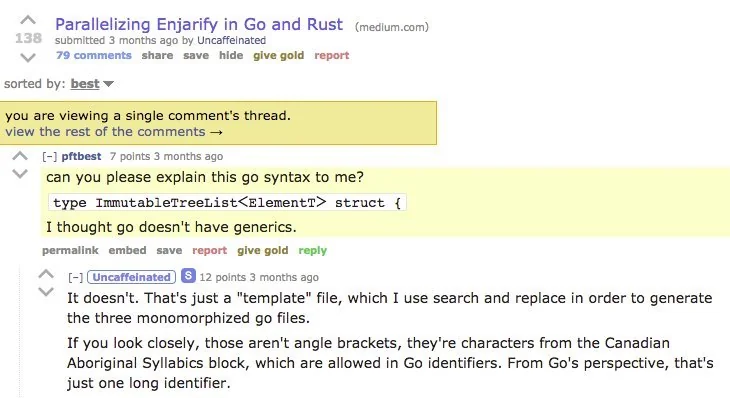 138
Parallelizing Enjarify in Go and Rust (medium.com)
submitted 3 months ago by Uncaffeinated
79 comments share save hide give gold report
sorted by: best
you are viewing a single comment's thread.
view the rest of the comments →
[–] pftbest 7 points 3 months ago
can you please explain this go syntax to me?
type ImmutableTreeListᐸElementTᐳ struct {
I thought go doesn't have generics.
permalink embed save report give gold reply
[–] Uncaffeinated S 12 points 3 months ago
It doesn't. That's just a "template" file, which I use search and replace in order to generate
the three monomorphized go files.
If you look closely, those aren't angle brackets, they're characters from the Canadian
Aboriginal Syllabics block, which are allowed in Go identifiers. From Go's perspective, that's
just one long identifier.